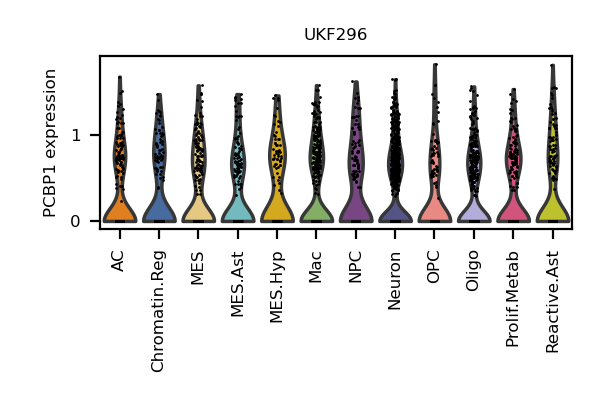 UKF296
PCBP1 expression
1
0
AC
Chromatin.Reg
MES
MES.Ast
MES.Hyp
Mac
NPC
Neuron
OPC
Oligo
Prolif.Metab
Reactive.Ast